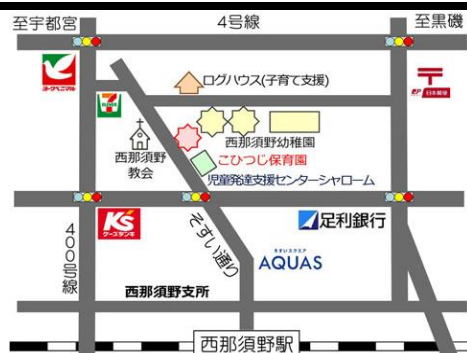 至宇都宮
4号線
至黒磯
ヨークベニマル
ログハウス(子育て支援)
日本郵便
7
ELEVEN
西那須野
教会
西那須野幼稚園
こひつじ保育園
児童発達支援センターシャローム
K's
ケーズデンキ
400号線
そすい通り
足利銀行
AQUAS
西那須野支所
西那須野駅